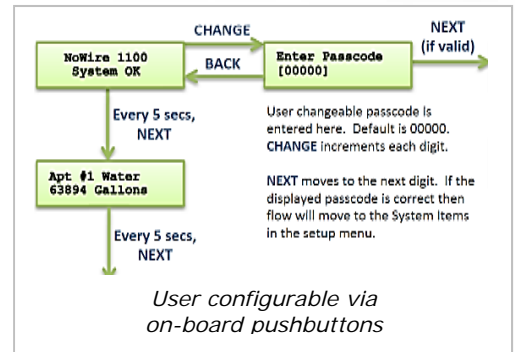 CHANGE
NEXT
(if valid)
NoWire 1100
System OK
BACK
Enter Passcode
[00000]
Every 5 secs,
NEXT
User changeable passcode is
entered here. Default is 00000.
CHANGE increments each digit.
Apt #1 Water
63894 Gallons
NEXT moves to the next digit. If the
displayed passcode is correct then
flow will move to the System Items
in the setup menu.
Every 5 secs,
NEXT
User configurable via
on-board pushbuttons